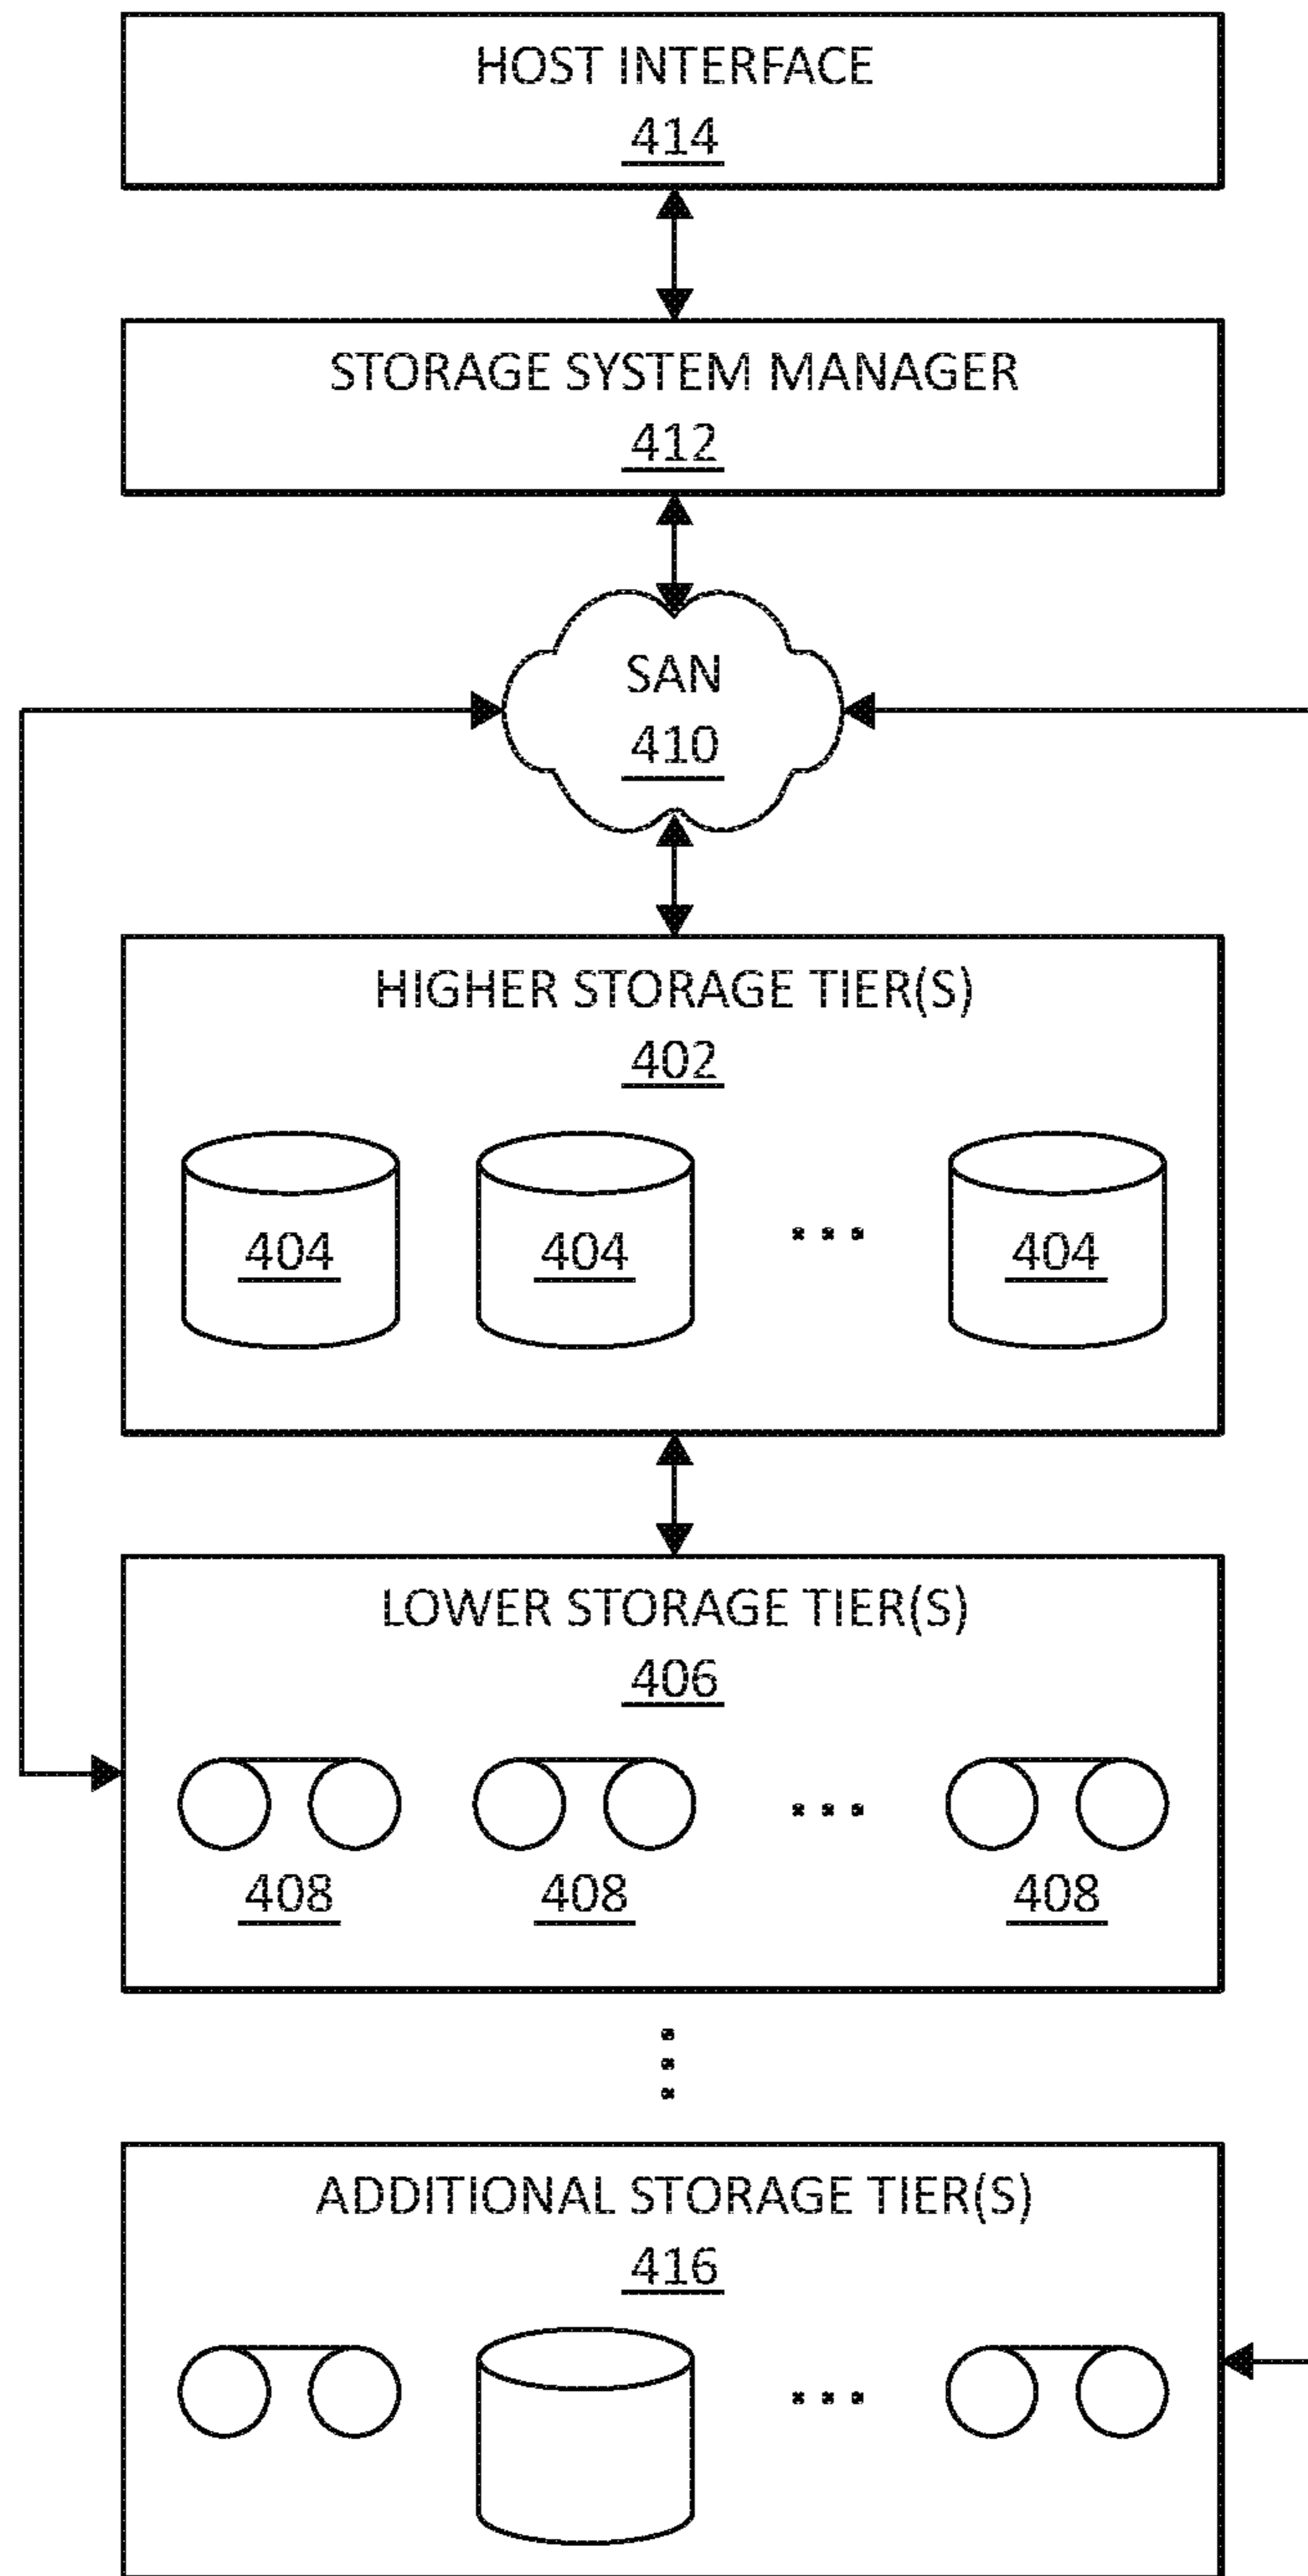 HOST INTERFACE
414
STORAGE SYSTEM MANAGER
412
SAN
410
HIGHER STORAGE TIER(S)
402
404 404 ... 404
LOWER STORAGE TIER(S)
406
...
408 408 408
ADDITIONAL STORAGE TIER(S)
416
...